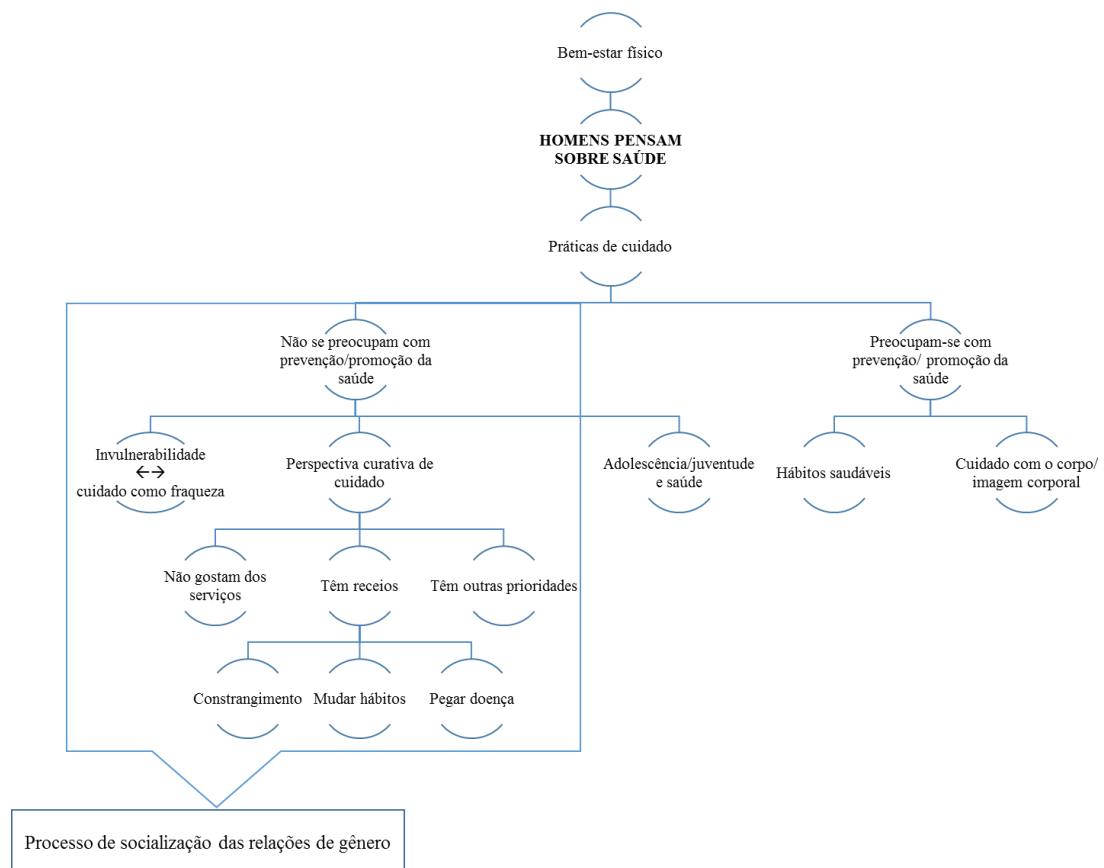 Bem-estar físico
HOMENS PENSAM
SOBRE SAÚDE
Práticas de cuidado
Não se preocupam com
prevenção/promoção da
saúde
Preocupam-se com
prevenção/ promoção da
saúde
Invulnerabilidade
←→
cuidado como fraqueza
Perspectiva curativa de
cuidado
Adolescência/juventude
e saúde
Hábitos saudáveis
Cuidado com o corpo/
imagem corporal
Não gostam dos
serviços
Têm receios
Têm outras prioridades
Constrangimento
Mudar hábitos
Pegar doença
Processo de socialização das relações de gênero